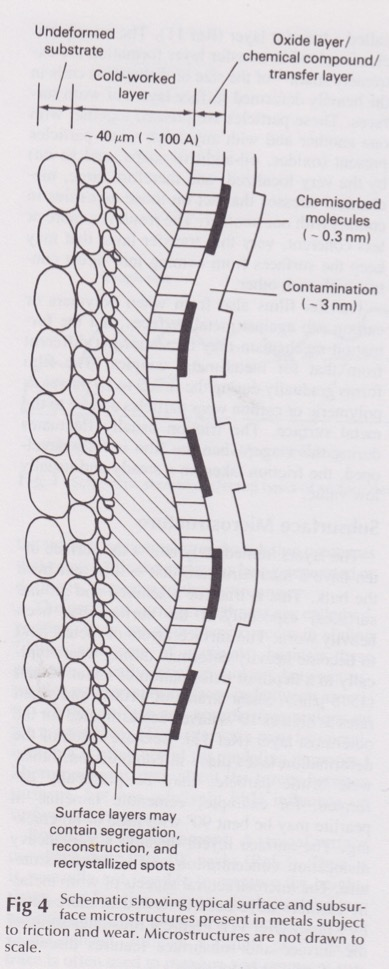 Undeformed
substrate
Cold-worked
layer
Oxide layer/
chemical compound/
transfer layer
~ 40 μm (~ 100 A)
Chemisorbed
molecules
(~ 0.3 nm)
Contamination
(~ 3 nm)
Surface layers may
contain segregation,
reconstruction, and
recrystallized spots
Fig 4 Schematic showing typical surface and subsur-
face microstructures present in metals subject
to friction and wear. Microstructures are not drawn to
scale.